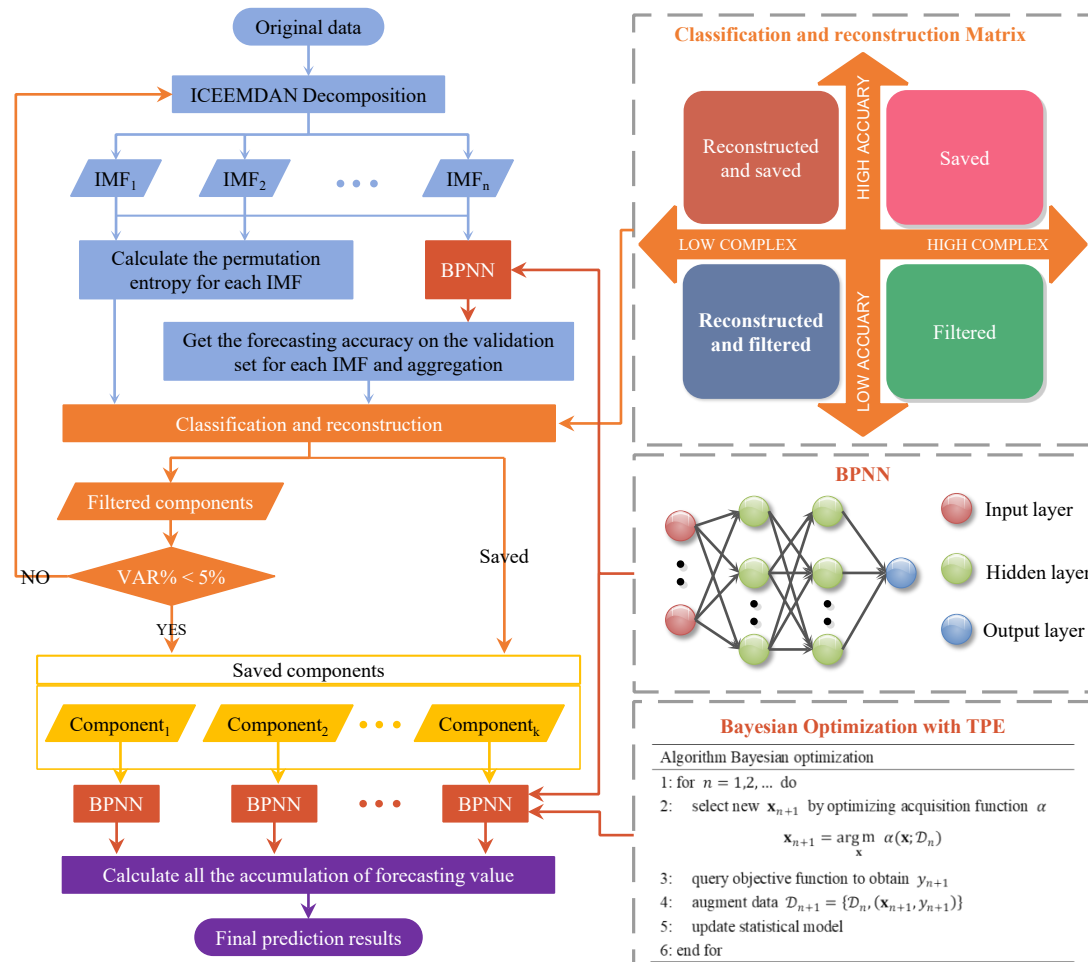 Original data
ICEEMDAN Decomposition
IMF1
IMF2
• • •
IMFn
Calculate the permutation
entropy for each IMF
BPNN
Get the forecasting accuracy on the validation
set for each IMF and aggregation
Classification and reconstruction
Filtered components
Saved
NO
VAR% < 5%
YES
Saved components
Component1
Component2
• • •
Componentk
BPNN
BPNN
• • •
BPNN
Calculate all the accumulation of forecasting value
Final prediction results
Classification and reconstruction Matrix
HIGH ACCUARY
Reconstructed
and saved
Saved
LOW COMPLEX
HIGH COMPLEX
Reconstructed
and filtered
Filtered
LOW ACCUARY
BPNN
Input layer
Hidden layer
Output layer
Bayesian Optimization with TPE
Algorithm Bayesian optimization
1: for n = 1,2, … do
2: select new xn+1 by optimizing acquisition function α
xn+1 = arg m α(x; 𝒟n)
x
3: query objective function to obtain yn+1
4: augment data 𝒟n+1 = {𝒟n, (xn+1, yn+1)}
5: update statistical model
6: end for